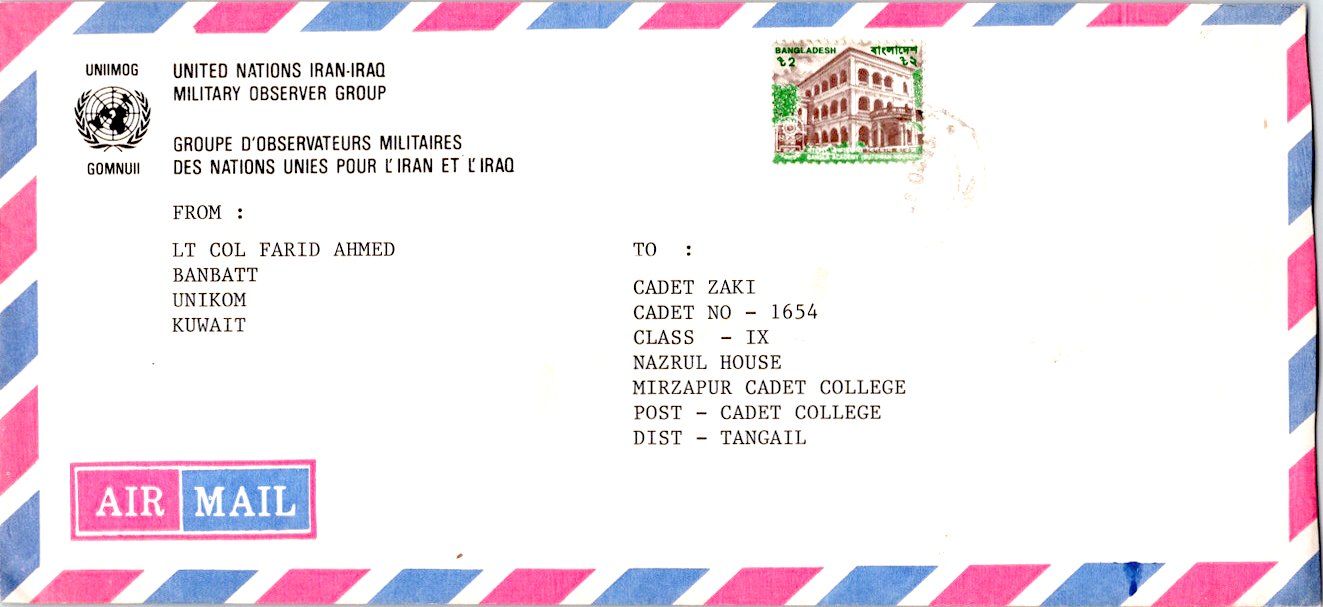 UNIIMOG
GOMNUII
UNITED NATIONS IRAN-IRAQ
MILITARY OBSERVER GROUP
GROUPE D'OBSERVATEURS MILITAIRES
DES NATIONS UNIES POUR L'IRAN ET L'IRAQ
BANGLADESH বাংলাদেশ
৳2 ৳২
FROM :
LT COL FARID AHMED
BANBATT
UNIKOM
KUWAIT
TO :
CADET ZAKI
CADET NO - 1654
CLASS - IX
NAZRUL HOUSE
MIRZAPUR CADET COLLEGE
POST - CADET COLLEGE
DIST - TANGAIL
AIR MAIL